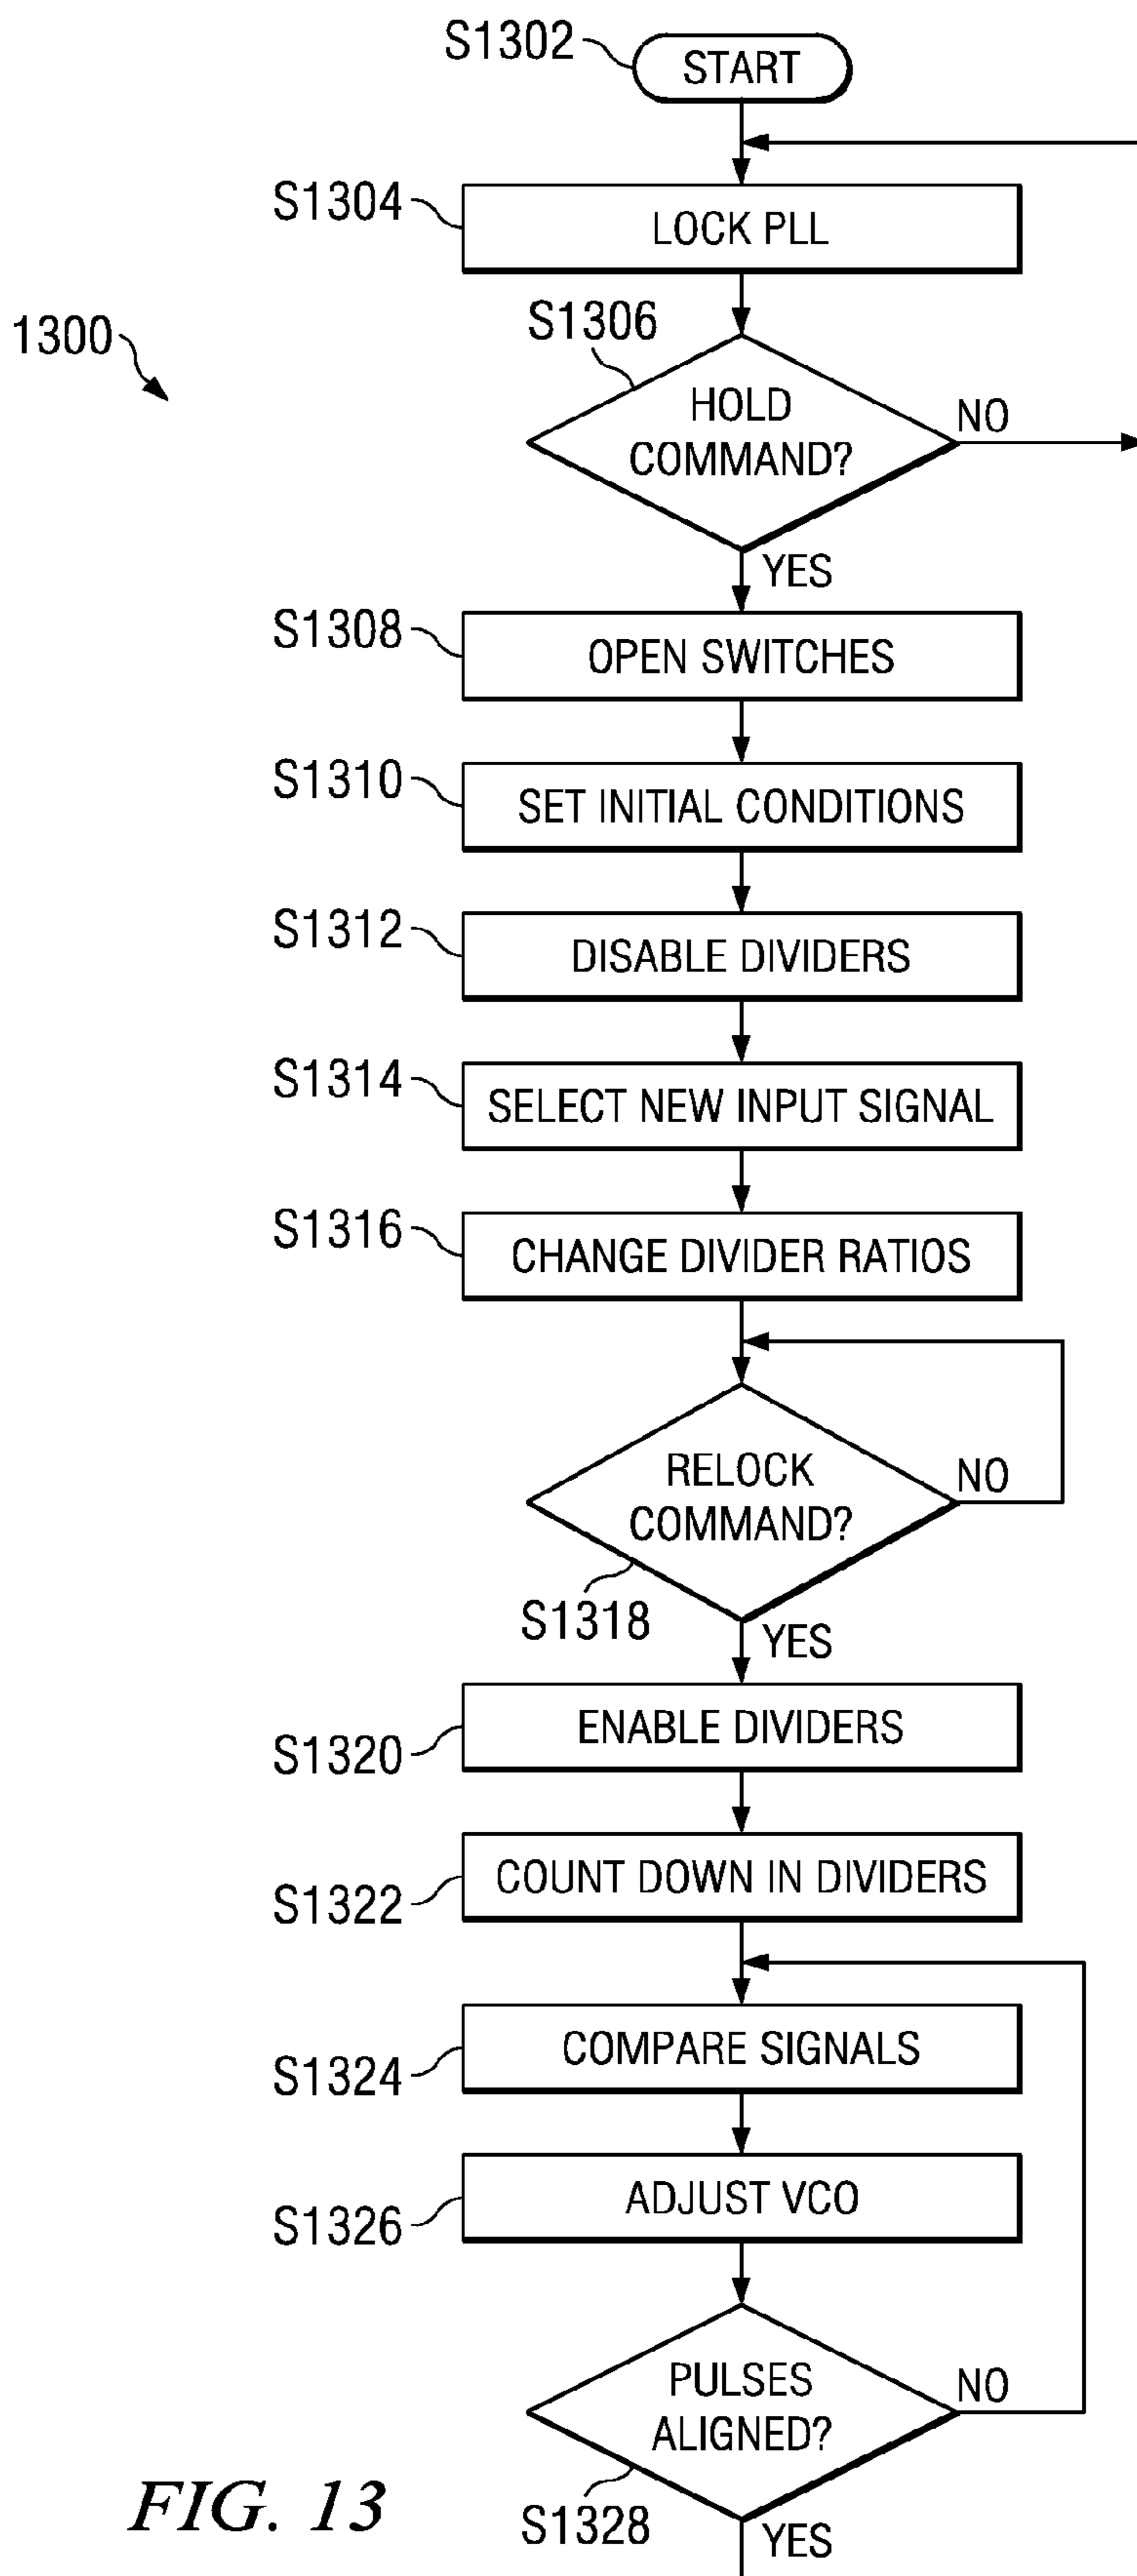 S1302
START
S1304
LOCK PLL
1300
S1306
HOLD
COMMAND?
NO
YES
S1308
OPEN SWITCHES
S1310
SET INITIAL CONDITIONS
S1312
DISABLE DIVIDERS
S1314
SELECT NEW INPUT SIGNAL
S1316
CHANGE DIVIDER RATIOS
RELOCK
COMMAND?
NO
S1318
YES
S1320
ENABLE DIVIDERS
S1322
COUNT DOWN IN DIVIDERS
S1324
COMPARE SIGNALS
S1326
ADJUST VCO
PULSES
ALIGNED?
NO
S1328
YES
FIG. 13